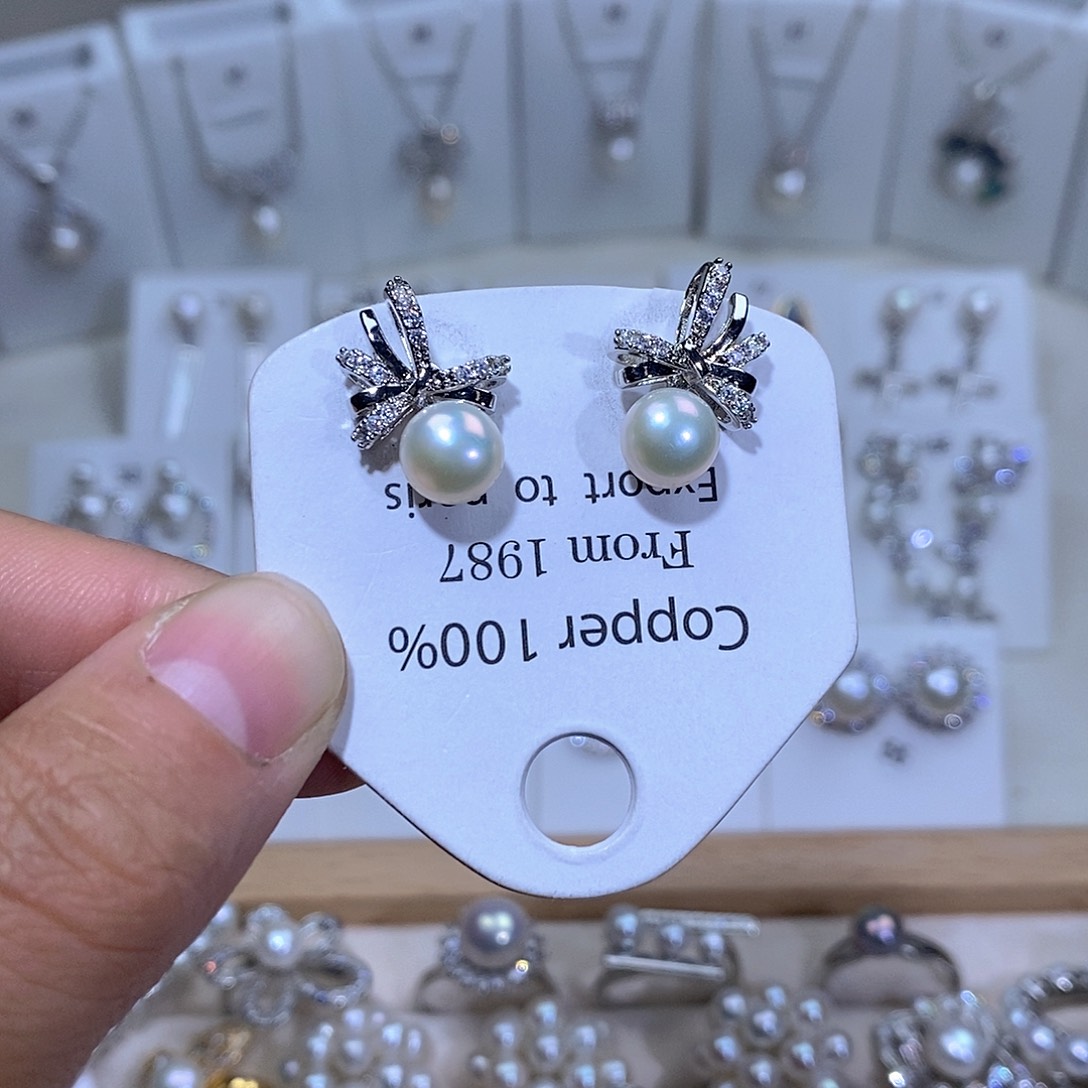 Copper 100%
From 1987
Export to paris